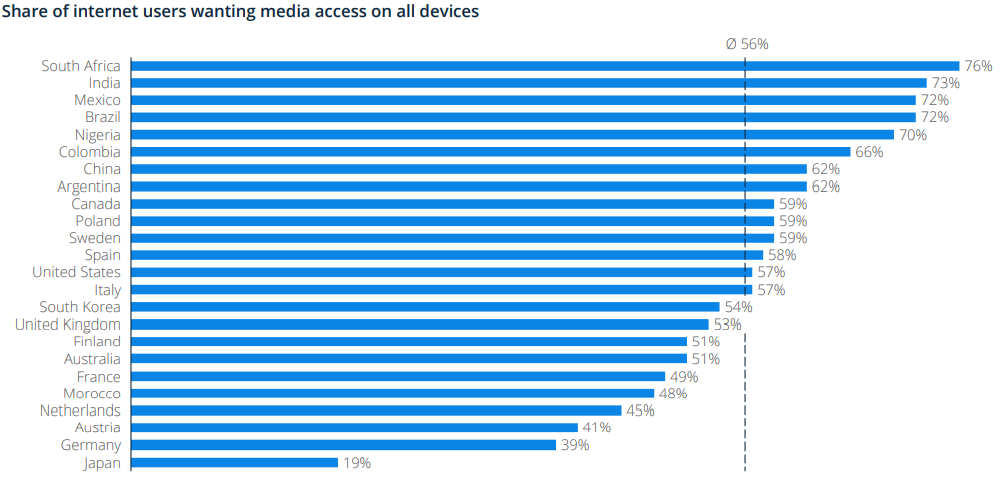 Share of internet users wanting media access on all devices
Ø 56%
South Africa 76%
India 73%
Mexico 72%
Brazil 72%
Nigeria 70%
Colombia 66%
China 62%
Argentina 62%
Canada 59%
Poland 59%
Sweden 59%
Spain 58%
United States 57%
Italy 57%
South Korea 54%
United Kingdom 53%
Finland 51%
Australia 51%
France 49%
Morocco 48%
Netherlands 45%
Austria 41%
Germany 39%
Japan 19%